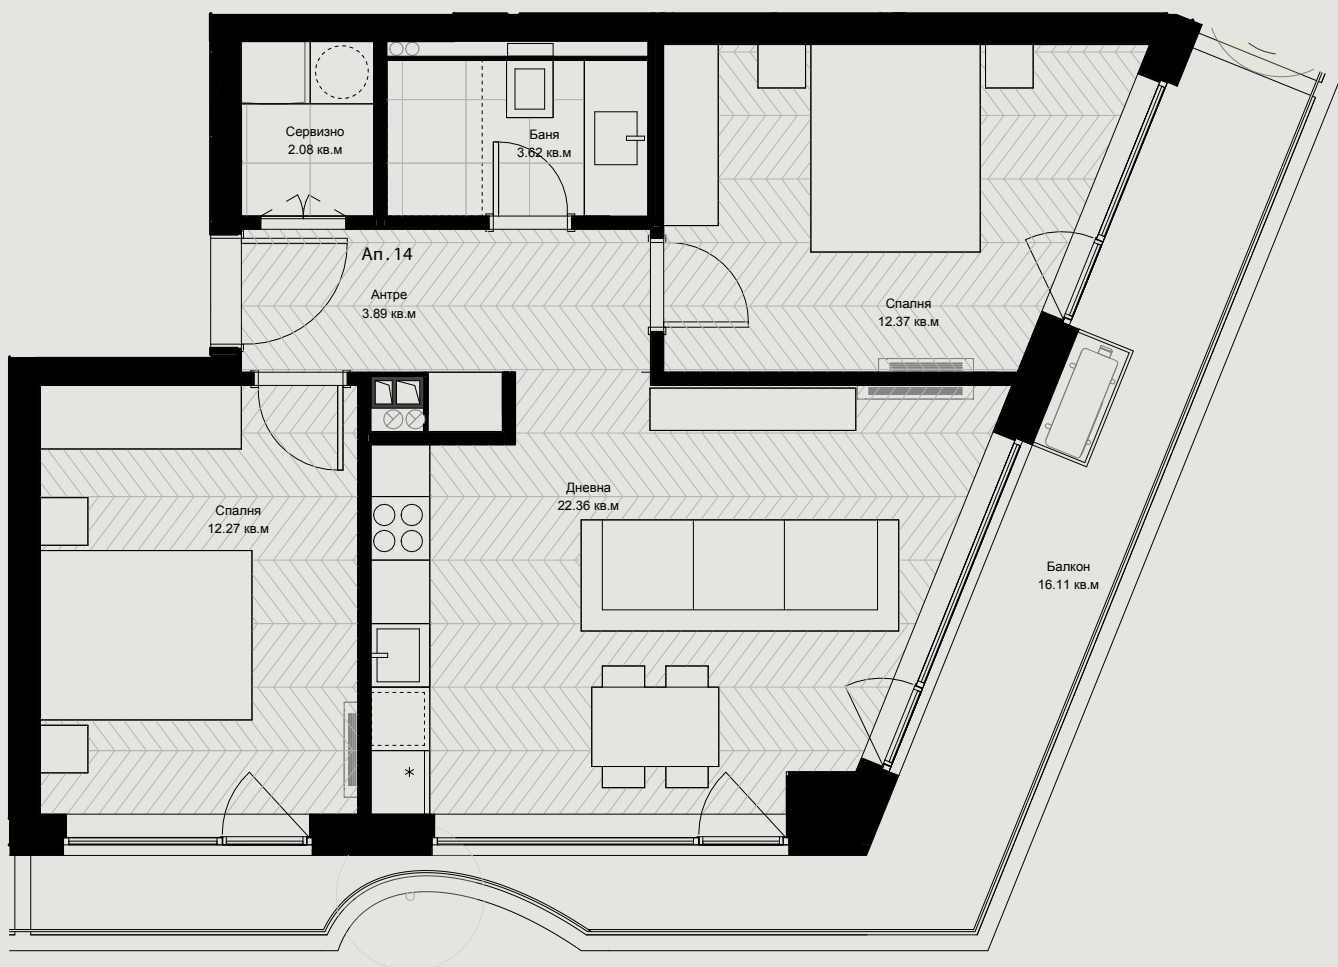 Сервизно
2.08 кв.м
Баня
3.62 кв.м
Ап.14
Антре
3.89 кв.м
Спалня
12.37 кв.м
Дневна
22.36 кв.м
Спалня
12.27 кв.м
Балкон
16.11 кв.м
*